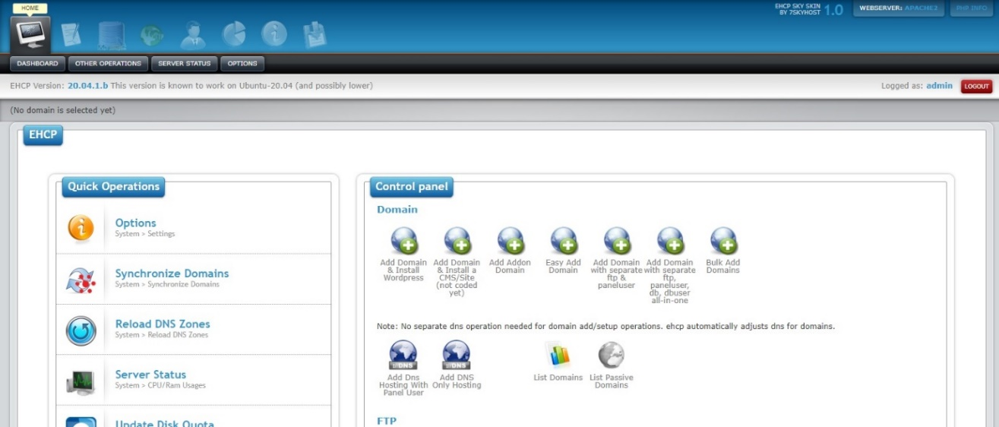 HOME
EHCP SKY SKIN
BY 7SKYHOST 1.0
WEBSERVER: APACHE2
PHP INFO
DASHBOARD
OTHER OPERATIONS
SERVER STATUS
OPTIONS
EHCP Version: 20.04.1.b This version is known to work on Ubuntu-20.04 (and possibly lower)
Logged as: admin
LOGOUT
(No domain is selected yet)
EHCP
Quick Operations
Options
System > Settings
Synchronize Domains
System > Synchronize Domains
Reload DNS Zones
System > Reload DNS Zones
Server Status
System > CPU/Ram Usages
Update Disk Quota
Control panel
Domain
Add Domain
& Install
Wordpress
Add Domain
& Install a
CMS/Site
(not coded
yet)
Add Addon
Domain
Easy Add
Domain
Add Domain
with separate
ftp &
paneluser
Add Domain
with separate
ftp,
paneluser,
db, dbuser
all-in-one
Bulk Add
Domains
Note: No separate dns operation needed for domain add/setup operations. ehcp automatically adjusts dns for domains.
DNS
Add Dns
Hosting With
Panel User
DNS
Add DNS
Only Hosting
List Domains
List Passive
Domains
FTP